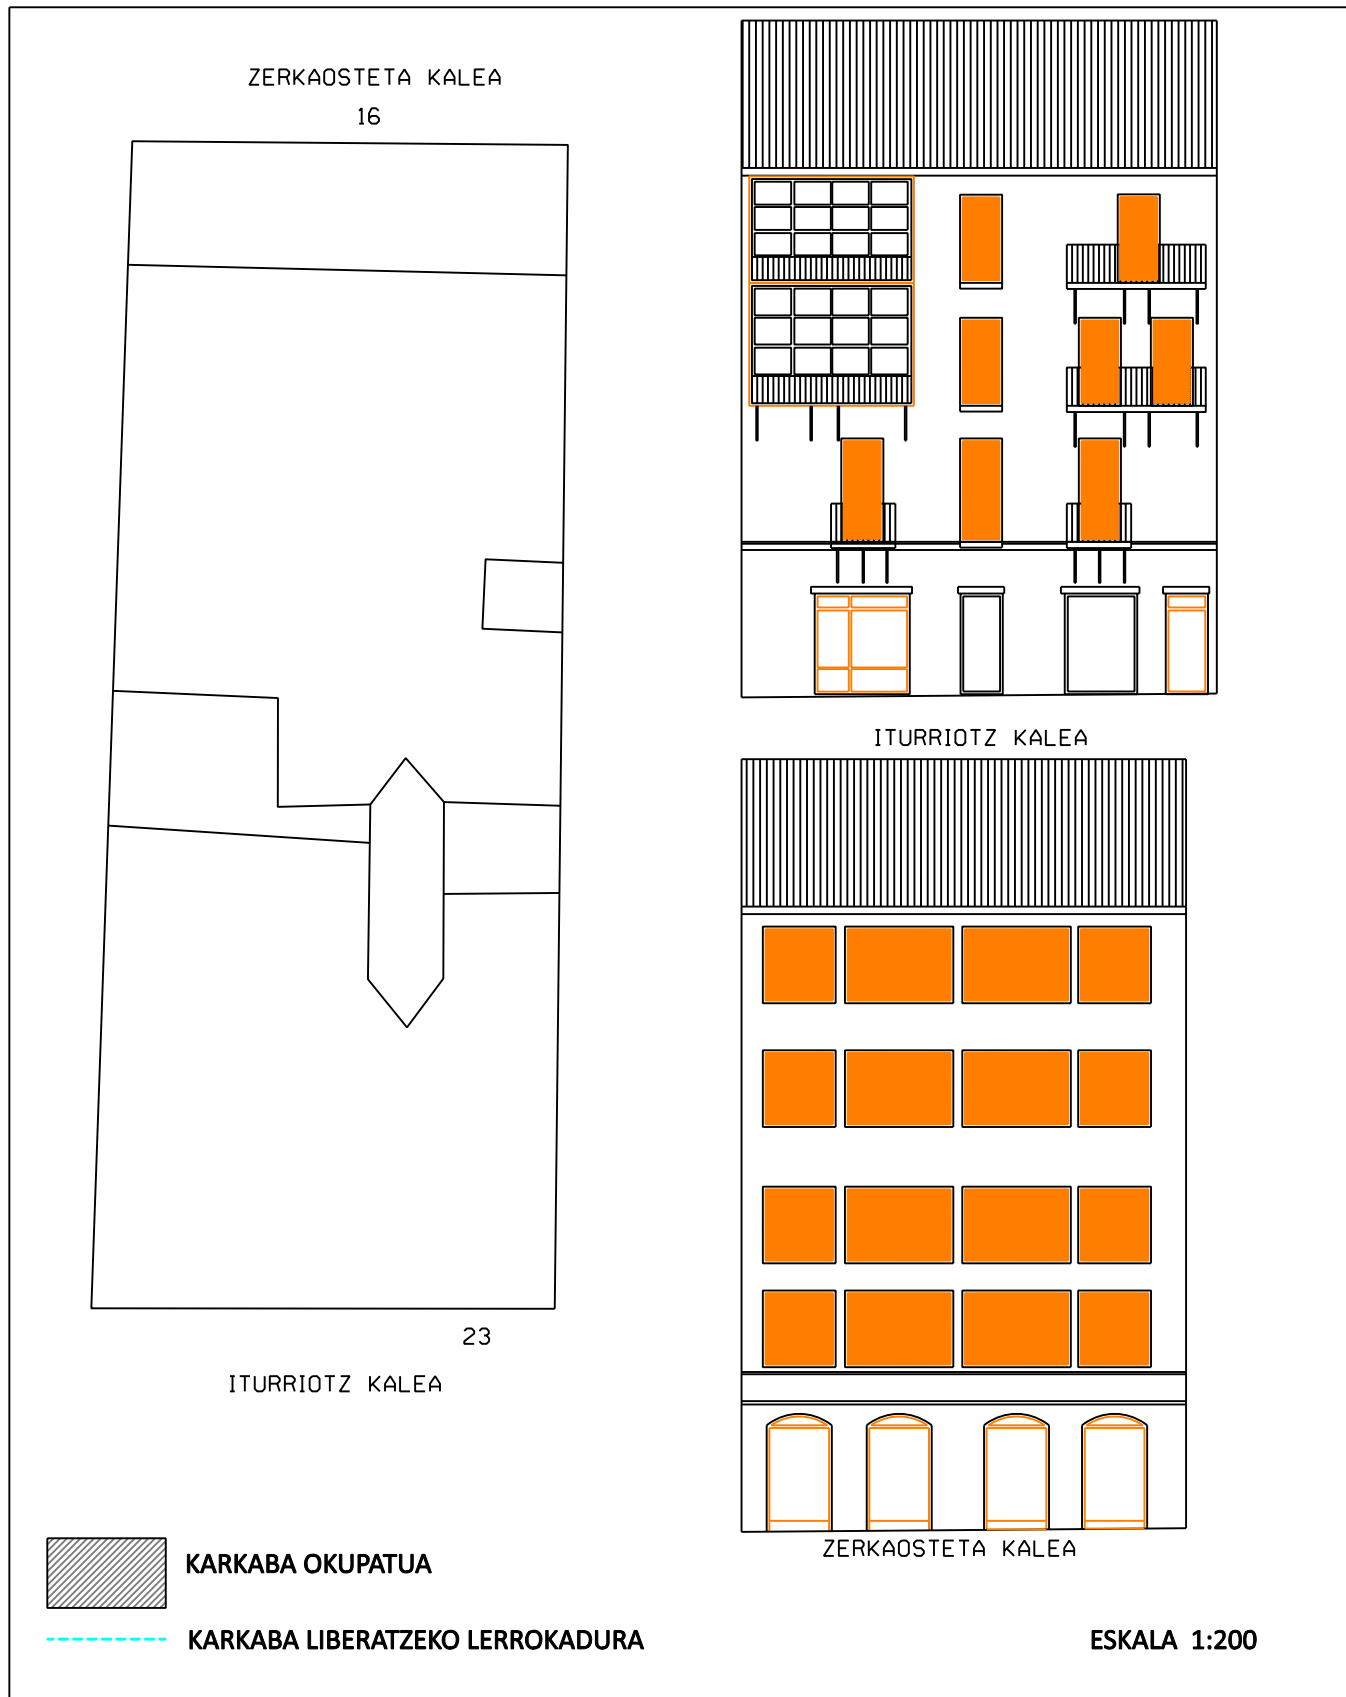 ZERKAOSTETA KALEA
16
23
ITURRIOTZ KALEA
ITURRIOTZ KALEA
ZERKAOSTETA KALEA
KARKABA OKUPATUA
KARKABA LIBERATZEKO LERROKADURA
ESKALA 1:200